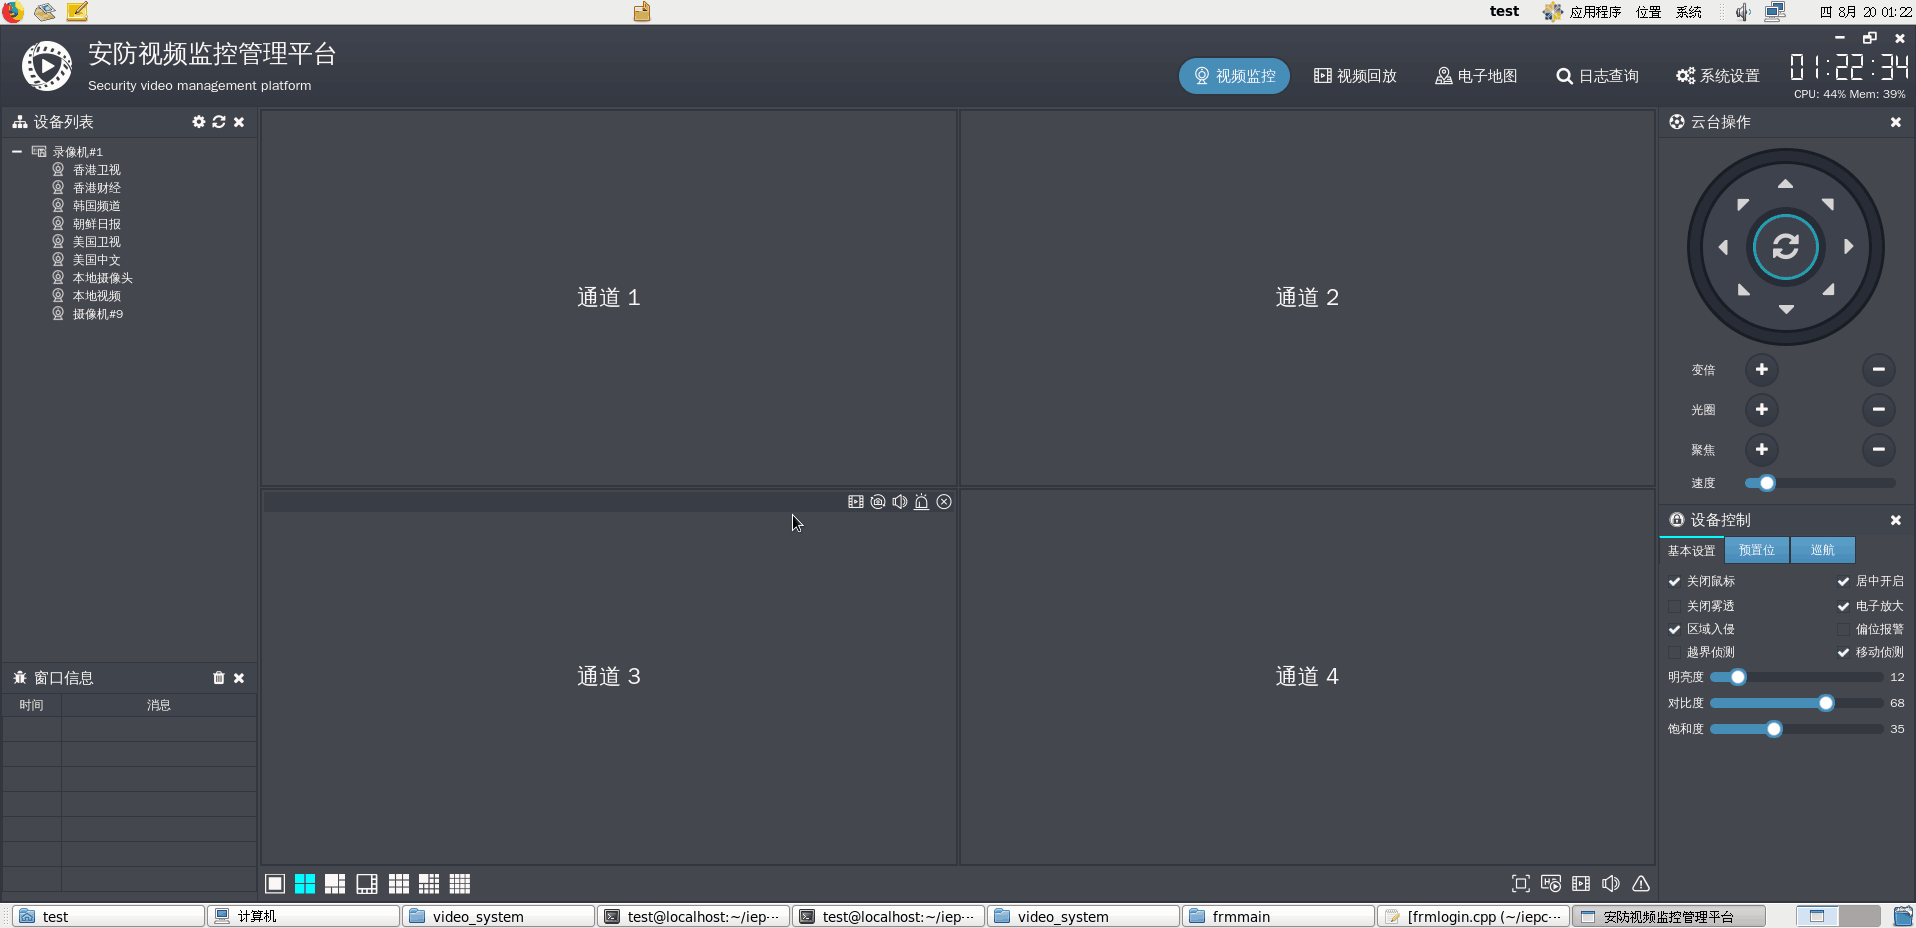 test 应用程序 位置 系统 四 8月 20 01:22
安防视频监控管理平台
Security video management platform
视频监控 视频回放 电子地图 日志查询 系统设置
01:22:34
CPU: 44% Mem: 39%
设备列表
录像机#1
香港卫视
香港财经
韩国频道
朝鲜日报
美国卫视
美国中文
本地摄像头
本地视频
摄像机#9
窗口信息
时间 消息
通道 1
通道 2
通道 3
通道 4
云台操作
变倍
光圈
聚焦
速度
设备控制
基本设置 预置位 巡航
关闭鼠标 居中开启
关闭雾透 电子放大
区域入侵 偏位报警
越界侦测 移动侦测
明亮度 12
对比度 68
饱和度 35
test 计算机 video_system test@localhost:~/iep··· test@localhost:~/iep··· video_system frmmain [frmlogin.cpp (~/iepc··· 安防视频监控管理平台